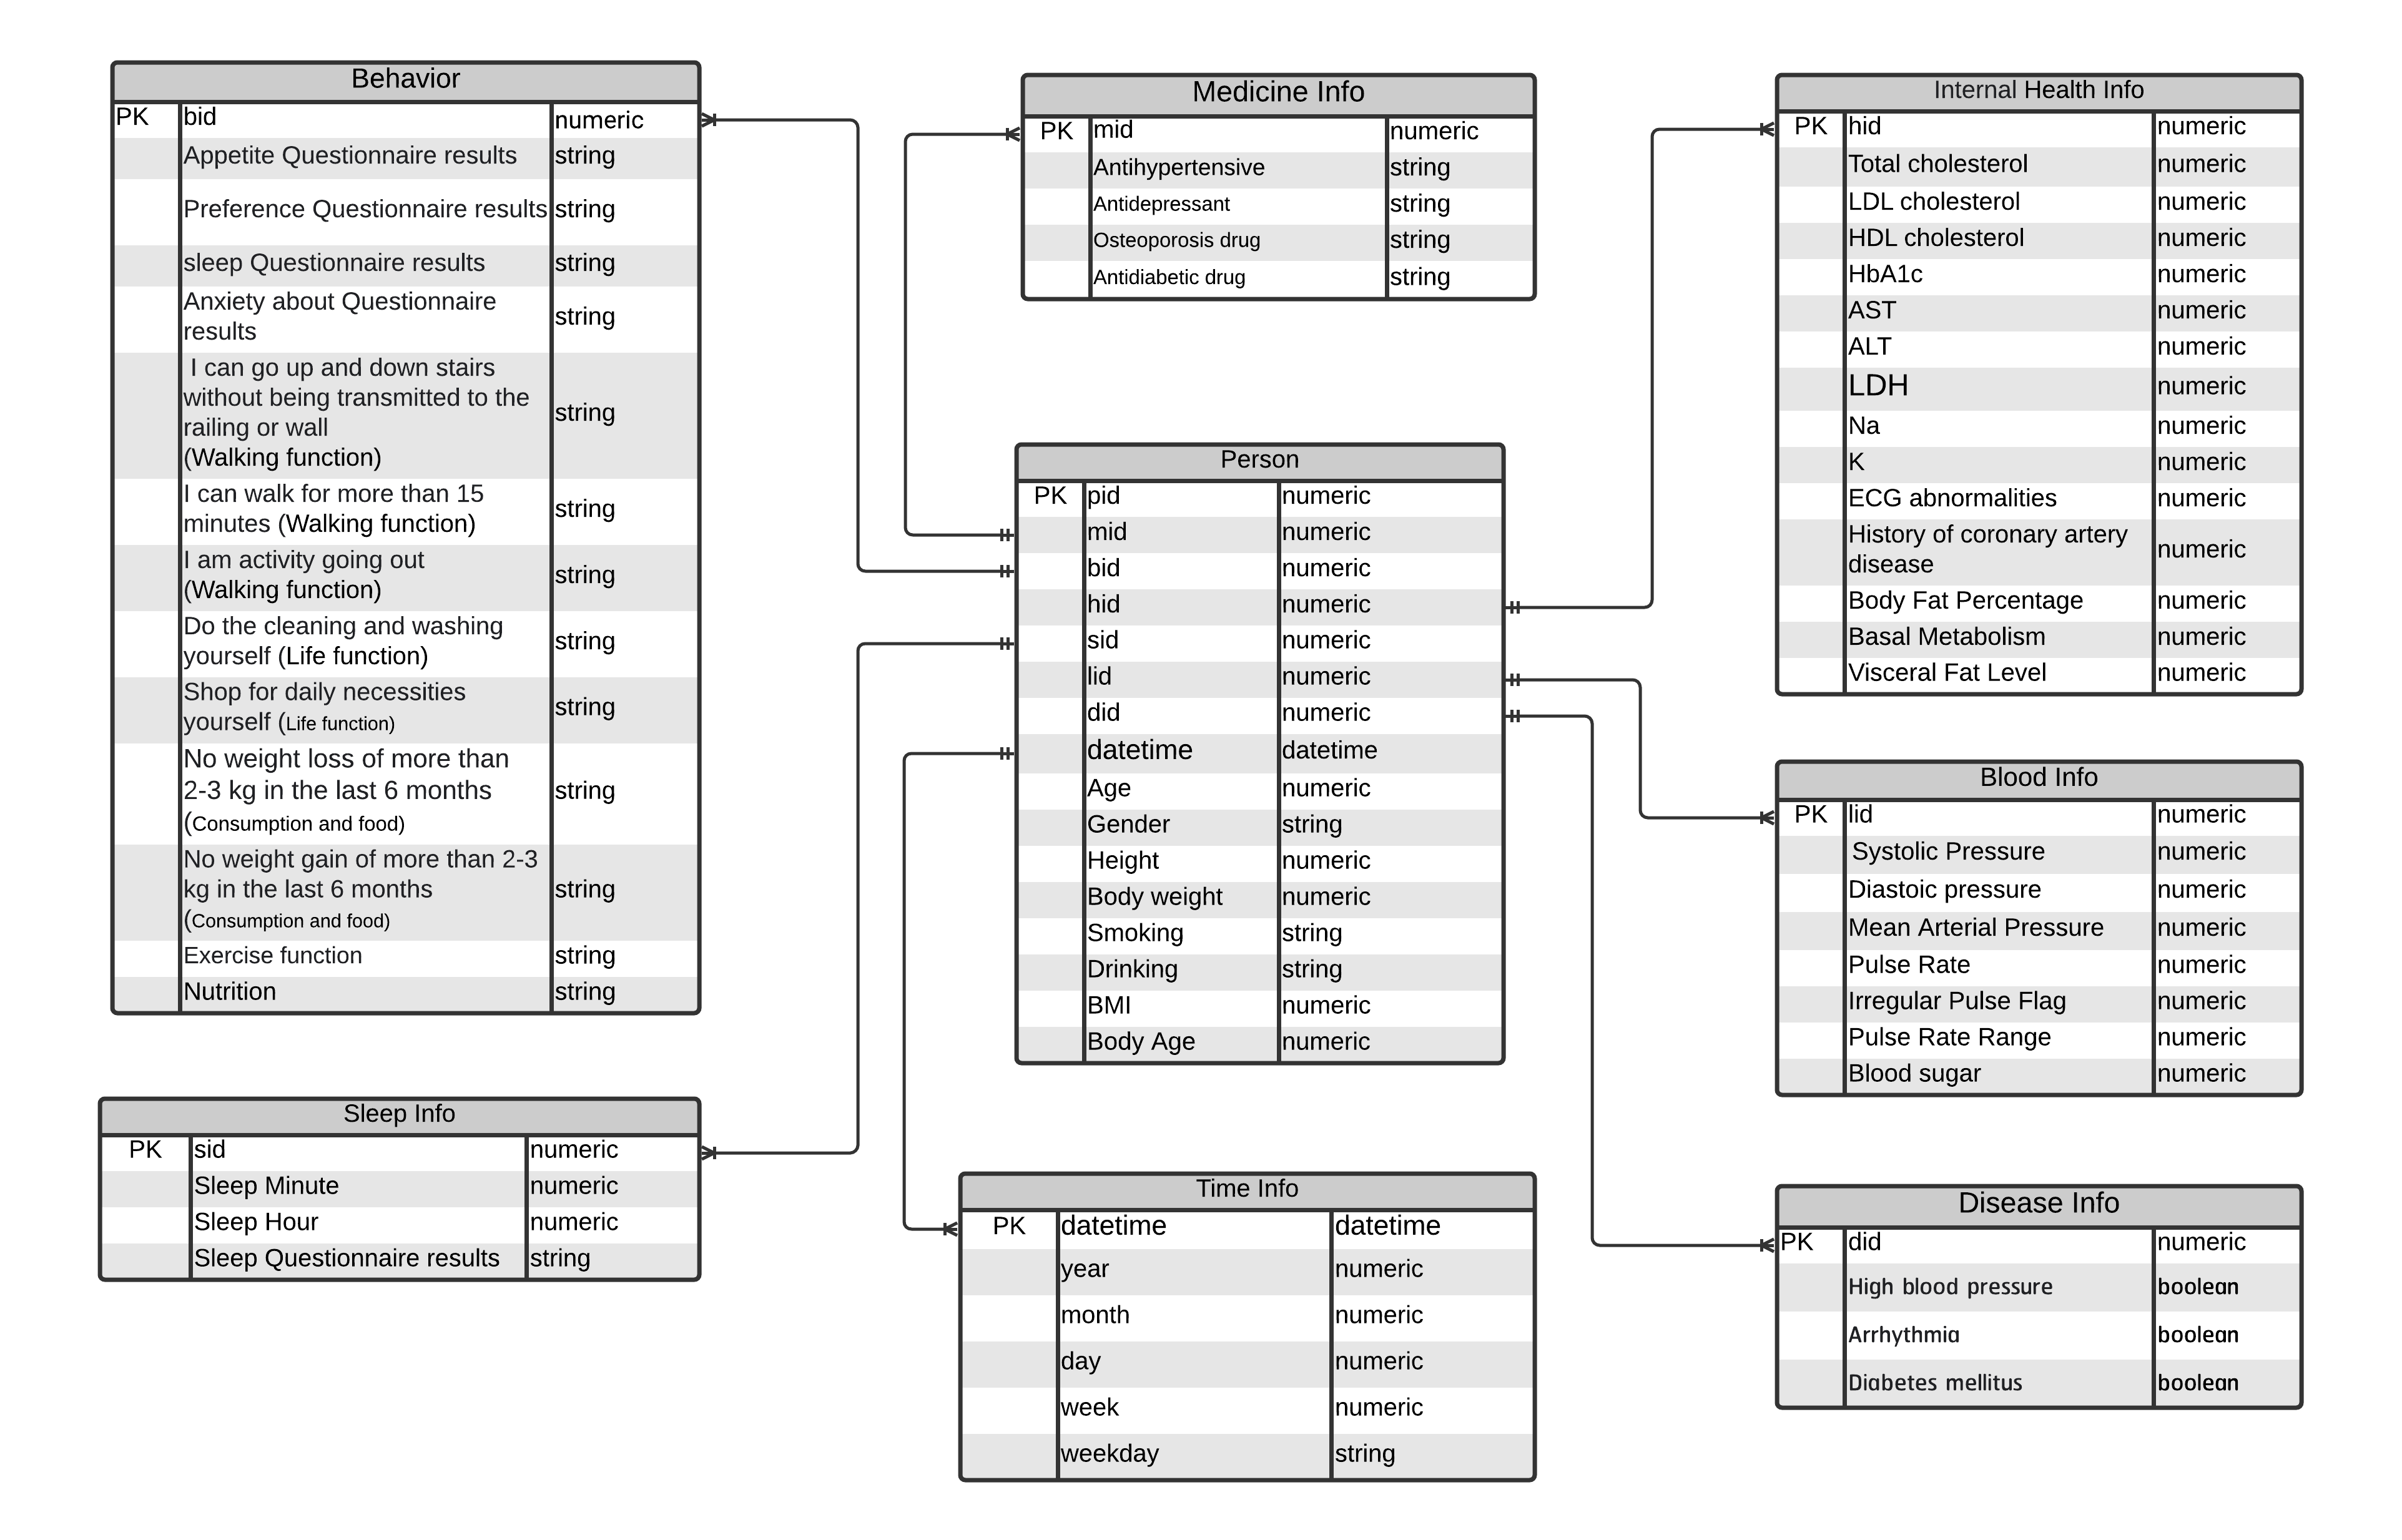 Behavior
PK bid numeric
Appetite Questionnaire results string
Preference Questionnaire results string
sleep Questionnaire results string
Anxiety about Questionnaire
results
string
I can go up and down stairs
without being transmitted to the
railing or wall
(Walking function)
string
I can walk for more than 15
minutes (Walking function)
string
I am activity going out
(Walking function)
string
Do the cleaning and washing
yourself (Life function)
string
Shop for daily necessities
yourself (Life function)
string
No weight loss of more than
2-3 kg in the last 6 months
(Consumption and food)
string
No weight gain of more than 2-3
kg in the last 6 months
(Consumption and food)
string
Exercise function string
Nutrition string
Sleep Info
PK sid numeric
Sleep Minute numeric
Sleep Hour numeric
Sleep Questionnaire results string
Medicine Info
PK mid numeric
Antihypertensive string
Antidepressant string
Osteoporosis drug string
Antidiabetic drug string
Person
PK pid numeric
mid numeric
bid numeric
hid numeric
sid numeric
lid numeric
did numeric
datetime datetime
Age numeric
Gender string
Height numeric
Body weight numeric
Smoking string
Drinking string
BMI numeric
Body Age numeric
Time Info
PK datetime datetime
year numeric
month numeric
day numeric
week numeric
weekday string
Internal Health Info
PK hid numeric
Total cholesterol numeric
LDL cholesterol numeric
HDL cholesterol numeric
HbA1c numeric
AST numeric
ALT numeric
LDH numeric
Na numeric
K numeric
ECG abnormalities numeric
History of coronary artery
disease
numeric
Body Fat Percentage numeric
Basal Metabolism numeric
Visceral Fat Level numeric
Blood Info
PK lid numeric
Systolic Pressure numeric
Diastoic pressure numeric
Mean Arterial Pressure numeric
Pulse Rate numeric
Irregular Pulse Flag numeric
Pulse Rate Range numeric
Blood sugar numeric
Disease Info
PK did numeric
High blood pressure boolean
Arrhythmia boolean
Diabetes mellitus boolean